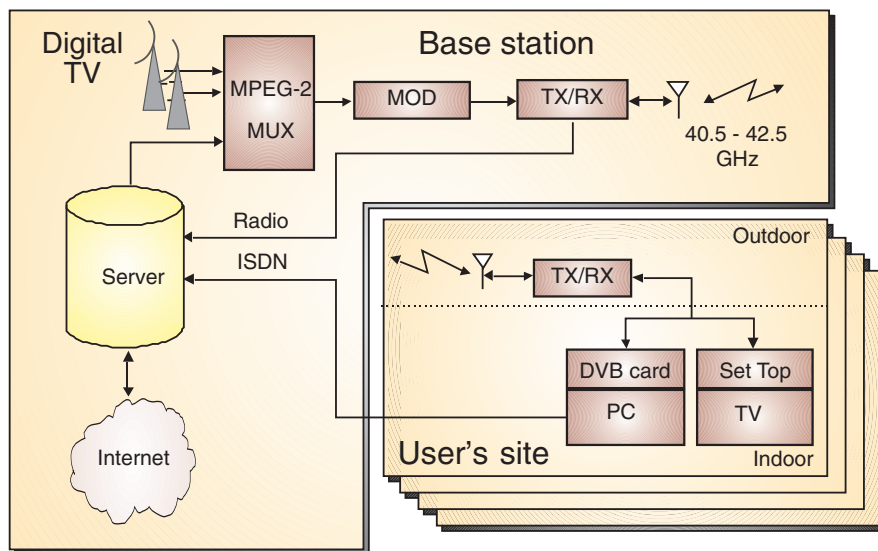 Digital
TV
Base station
MPEG-2
MUX
MOD
TX/RX
40.5 - 42.5
GHz
Radio
ISDN
Server
Internet
Outdoor
TX/RX
DVB card
PC
Set Top
TV
User's site
Indoor